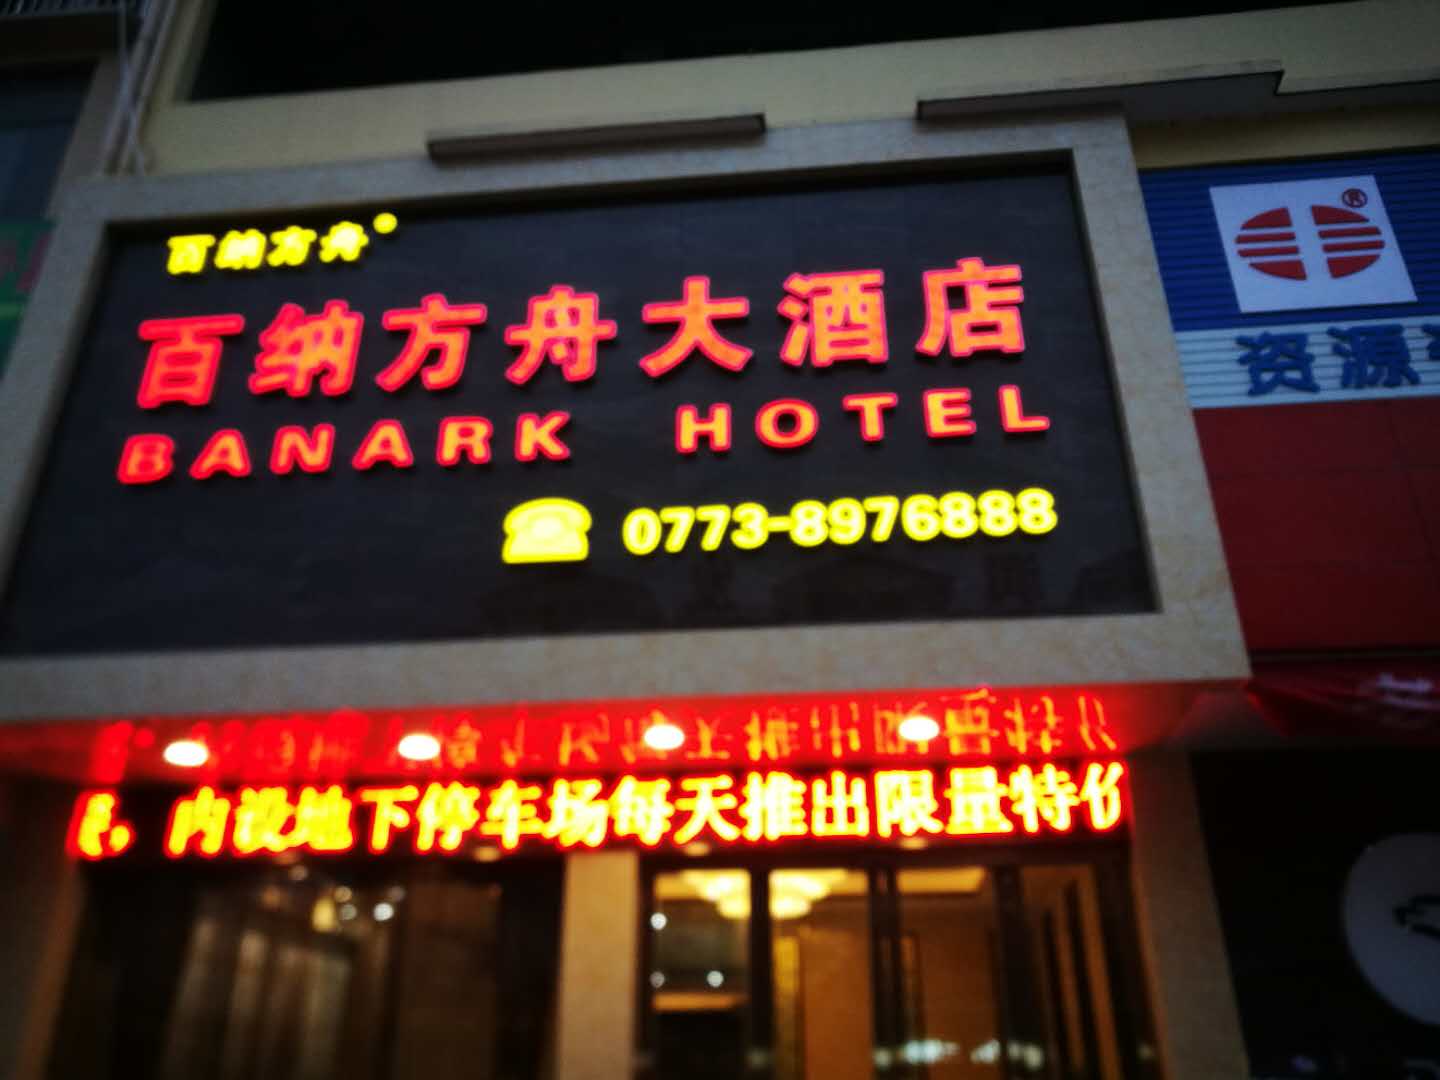 百纳方舟
百纳方舟大酒店
BANARK HOTEL
0773-8976888
，内设地下停车场每天推出限量特价
®
资源